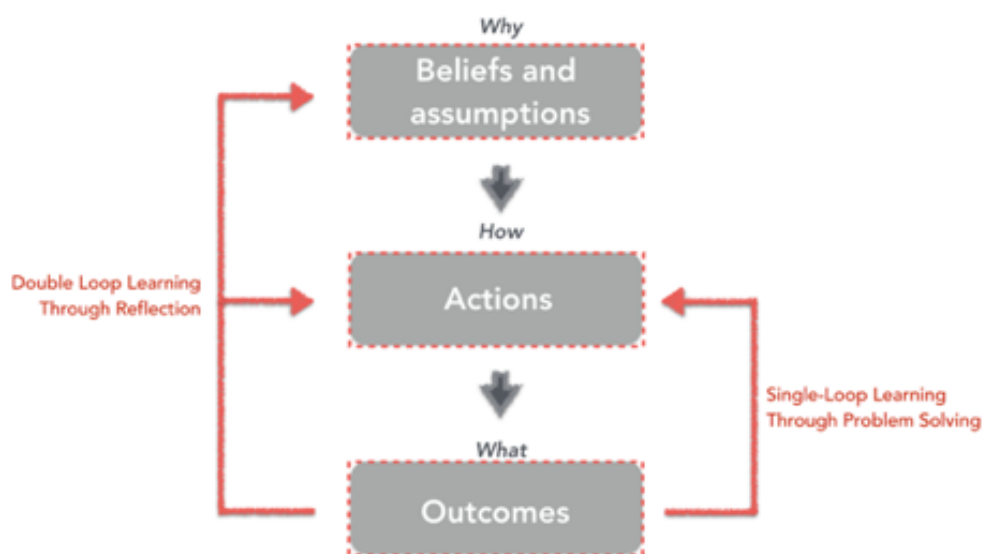 Why
Beliefs and
assumptions
How
Double Loop Learning
Through Reflection
Actions
Single-Loop Learning
Through Problem Solving
What
Outcomes